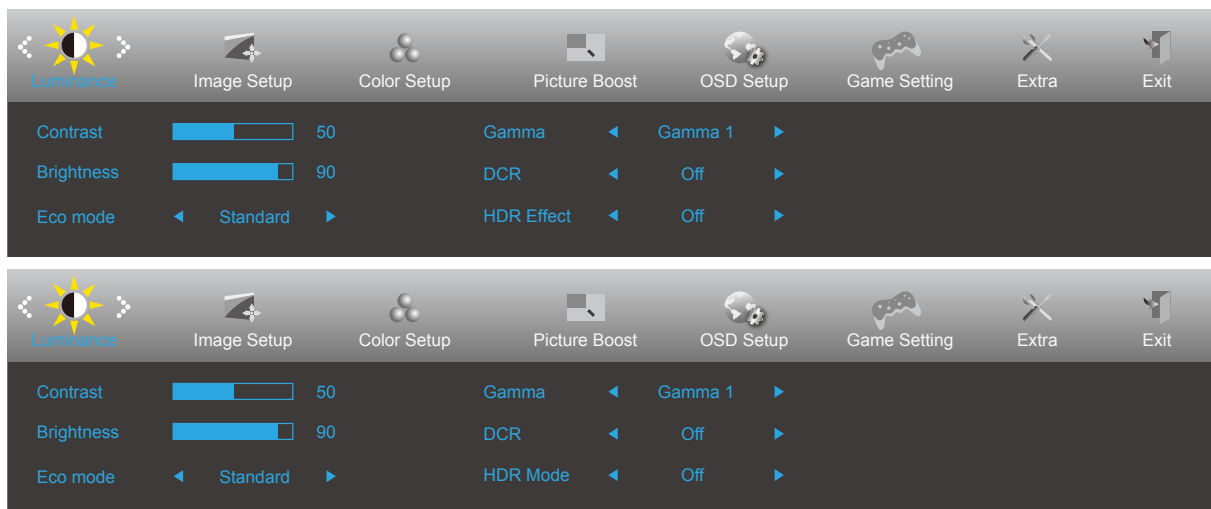 Luminance Image Setup Color Setup Picture Boost OSD Setup Game Setting Extra Exit
Contrast 50 Gamma Gamma 1
Brightness 90 DCR Off
Eco mode Standard HDR Effect Off
Luminance Image Setup Color Setup Picture Boost OSD Setup Game Setting Extra Exit
Contrast 50 Gamma Gamma 1
Brightness 90 DCR Off
Eco mode Standard HDR Mode Off